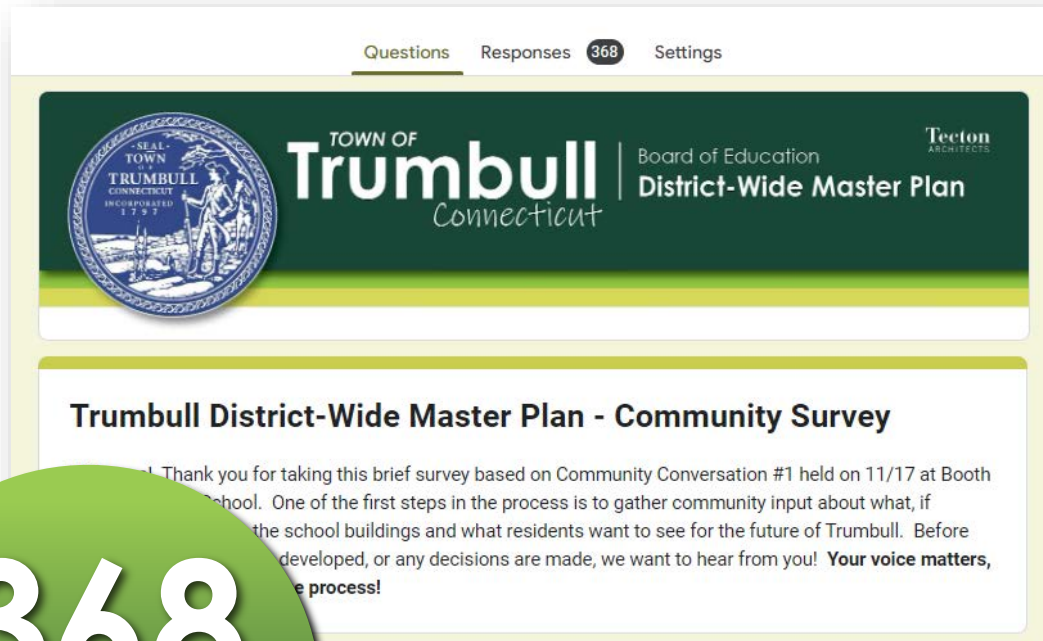 Questions Responses 368 Settings
SEAL
TOWN
TRUMBULL
CONNECTICUT
INCORPORATED
1797
TOWN OF
Trumbull
Connecticut
Board of Education
District-Wide Master Plan
Tecton
ARCHITECTS
Trumbull District-Wide Master Plan - Community Survey
Thank you for taking this brief survey based on Community Conversation #1 held on 11/17 at Booth
School. One of the first steps in the process is to gather community input about what, if
the school buildings and what residents want to see for the future of Trumbull. Before
developed, or any decisions are made, we want to hear from you! Your voice matters,
process!
368